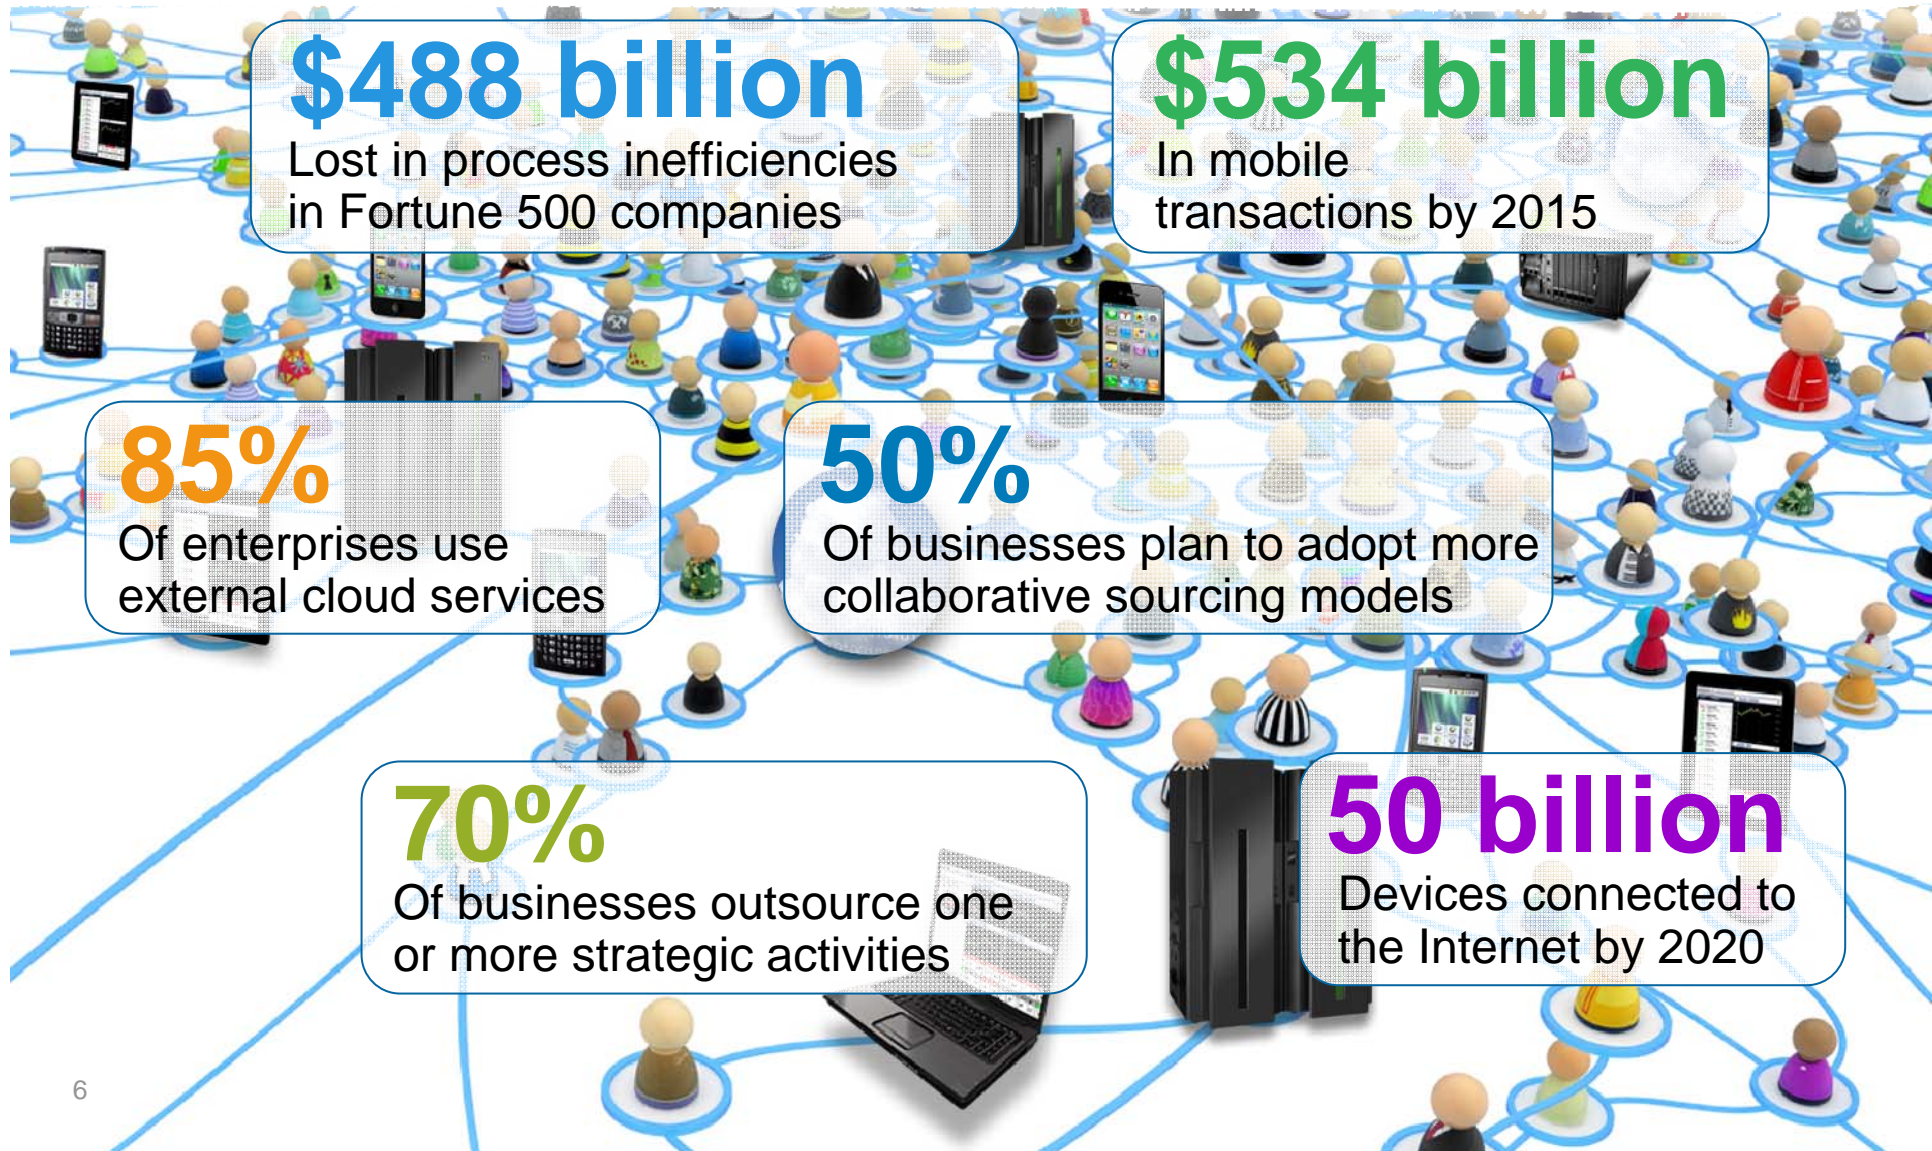 $488 billion
Lost in process inefficiencies
in Fortune 500 companies
$534 billion
In mobile
transactions by 2015
85%
Of enterprises use
external cloud services
50%
Of businesses plan to adopt more
collaborative sourcing models
70%
Of businesses outsource one
or more strategic activities
50 billion
Devices connected to
the Internet by 2020
6